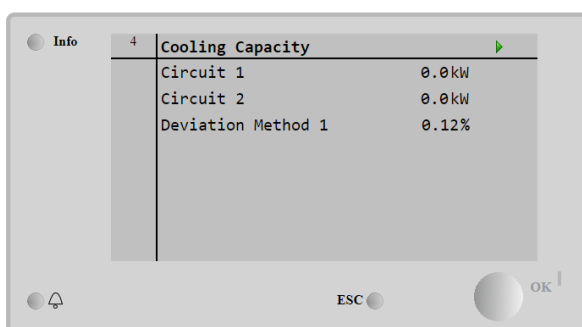 Info
4 Cooling Capacity
Circuit 1 0.0kW
Circuit 2 0.0kW
Deviation Method 1 0.12%
ESC
OK